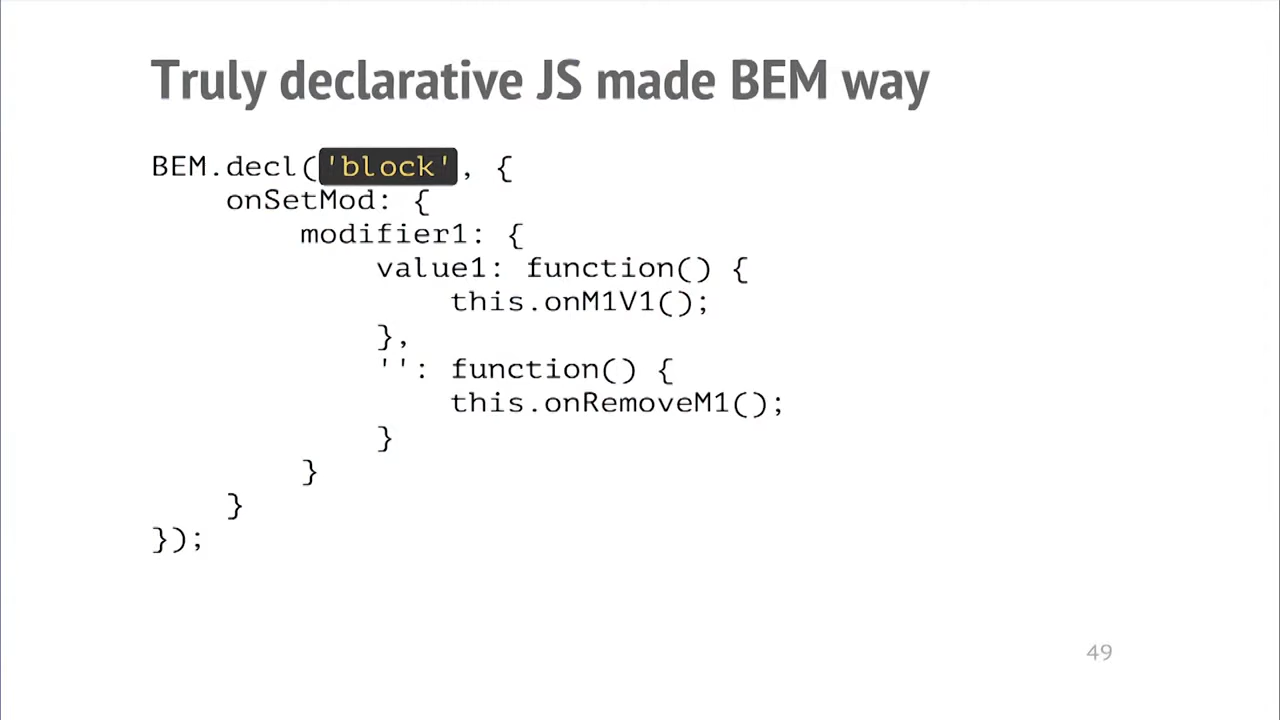 Truly declarative JS made BEM way
BEM.decl('block', {
    onSetMod: {
        modifier1: {
            value1: function() {
                this.onM1V1();
            },
            '': function() {
                this.onRemoveM1();
            }
        }
    }
});
49